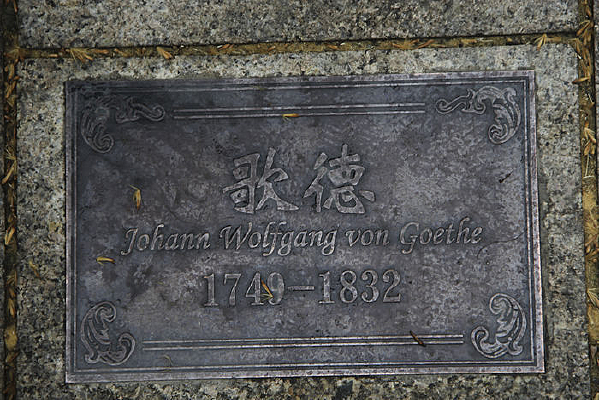 歌德
Johann Wolfgang von Goethe
1749—1832